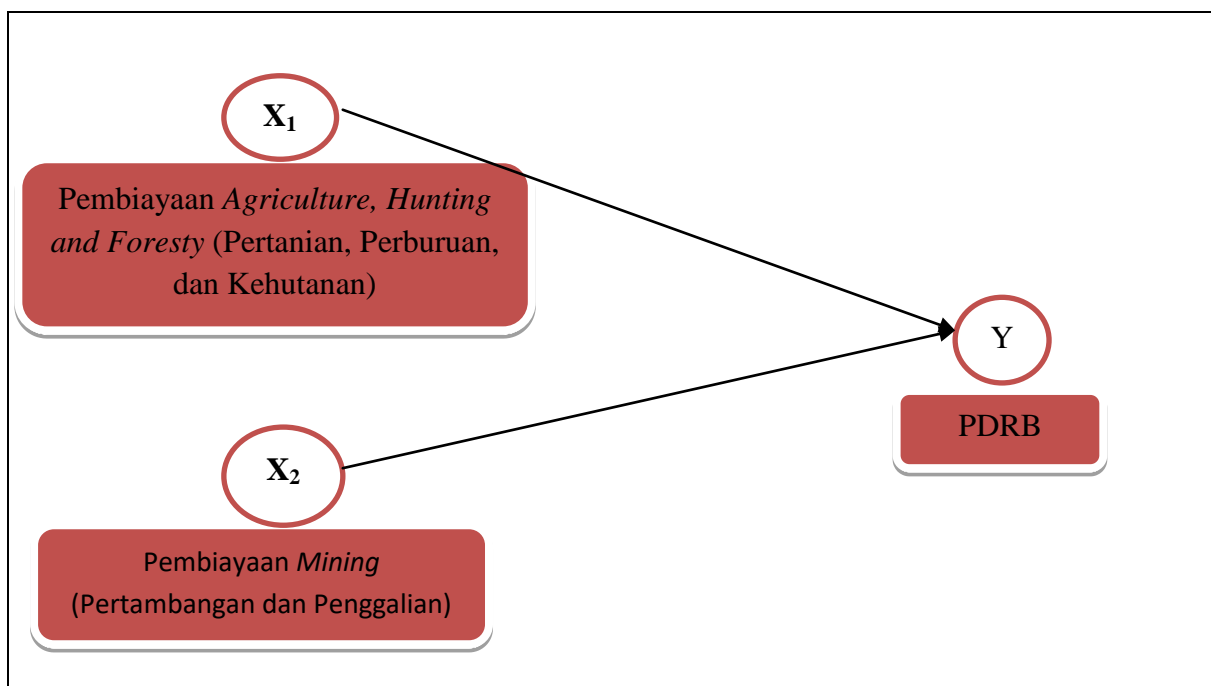 X₁
Pembiayaan Agriculture, Hunting
and Foresty (Pertanian, Perburuan,
dan Kehutanan)
Y
PDRB
X₂
Pembiayaan Mining
(Pertambangan dan Penggalian)